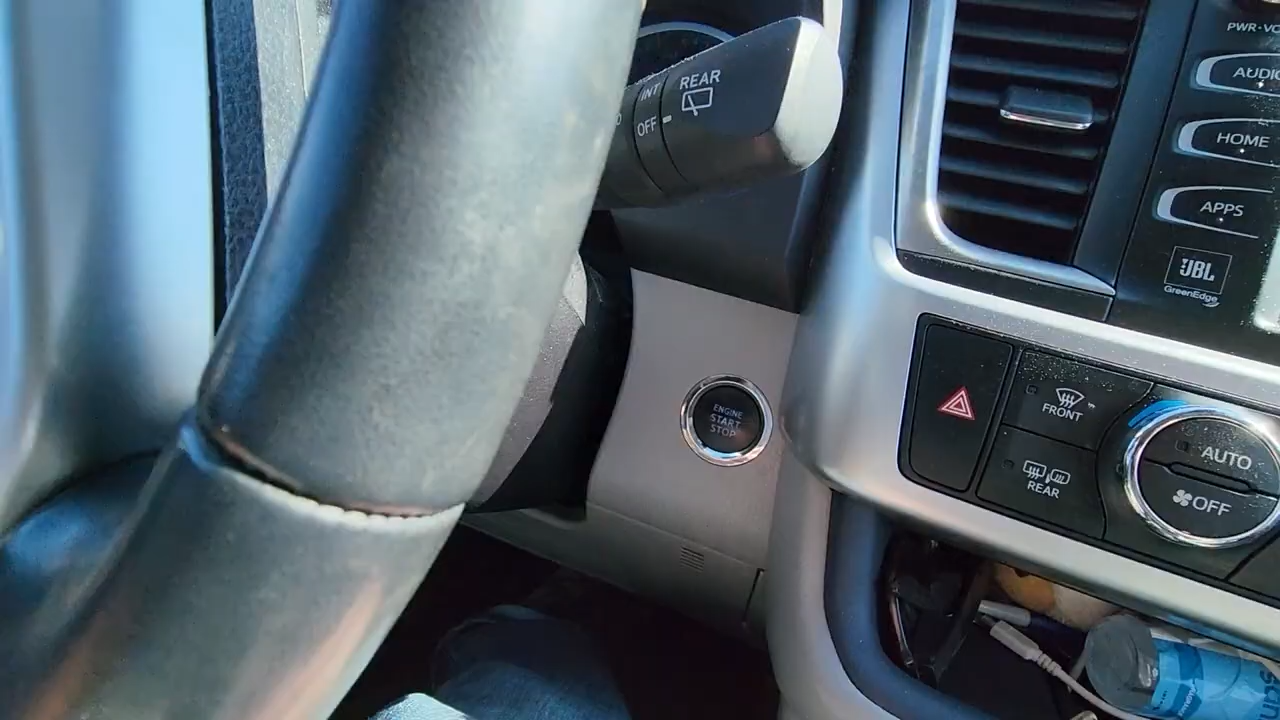 INT
OFF
REAR
PWR·VO
AUDIO
HOME
APPS
JBL
GreenEdge
ENGINE
START
STOP
FRONT
REAR
AUTO
OFF